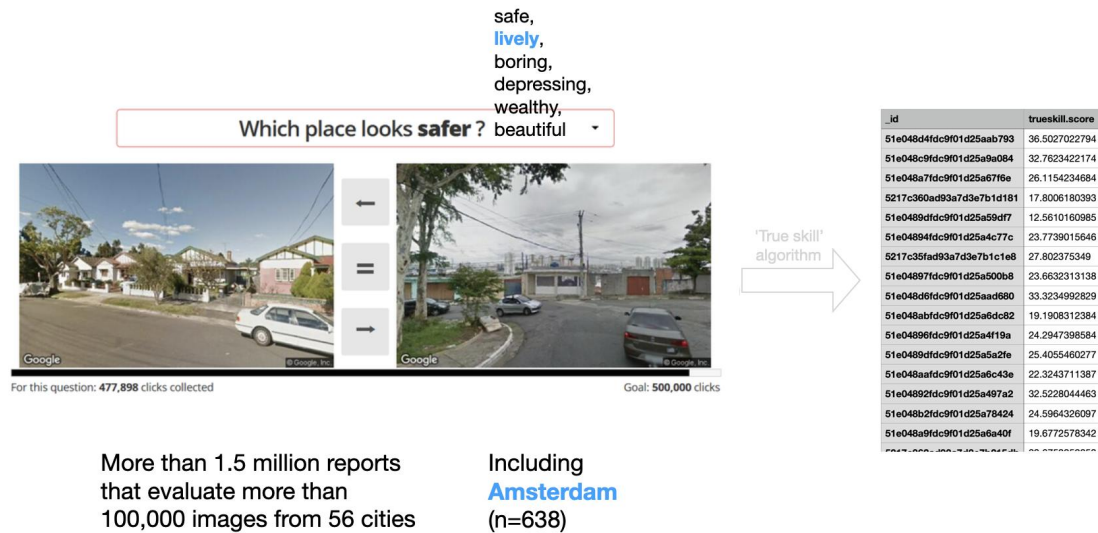 safe,
lively,
boring,
depressing,
wealthy,
beautiful
Which place looks safer ?
Google
© Google, Inc.
Google
© Google, Inc.
For this question: 477,898 clicks collected
Goal: 500,000 clicks
'True skill'
algorithm
_id trueskill.score
51e048d4fdc9f01d25aab793 36.5027022794
51e048c9fdc9f01d25a9a084 32.7623422174
51e048a7fdc9f01d25a67f6e 26.1154234684
5217c360ad93a7d3e7b1d181 17.8006180393
51e0489dfdc9f01d25a59df7 12.5610160985
51e04894fdc9f01d25a4c77c 23.7739015646
5217c35fad93a7d3e7b1c1e8 27.802375349
51e04897fdc9f01d25a500b8 23.6632313138
51e048d6fdc9f01d25aad680 33.3234992829
51e048abfdc9f01d25a6dc82 19.1908312384
51e04896fdc9f01d25a4f19a 24.2947398584
51e0489dfdc9f01d25a5a2fe 25.4055460277
51e048aafdc9f01d25a6c43e 22.3243711387
51e04892fdc9f01d25a497a2 32.5228044463
51e048b2fdc9f01d25a78424 24.5964326097
51e048a9fdc9f01d25a6a40f 19.6772578342
More than 1.5 million reports
that evaluate more than
100,000 images from 56 cities
Including
Amsterdam
(n=638)